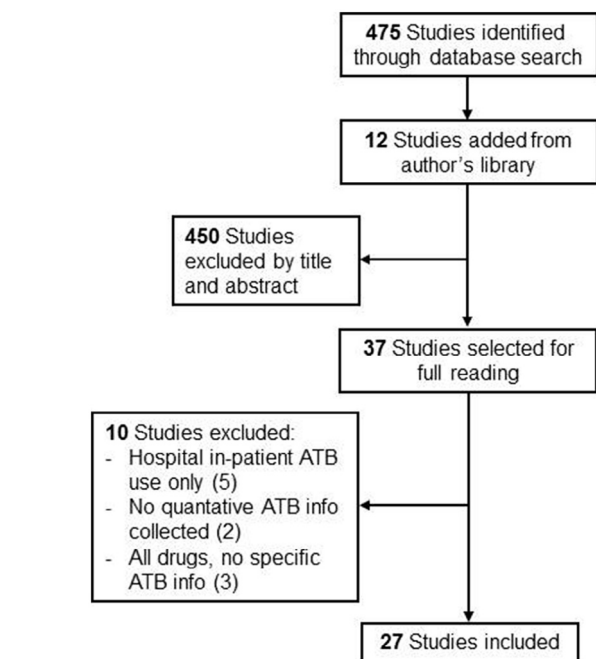 475 Studies identified
through database search
12 Studies added from
author's library
450 Studies
excluded by title
and abstract
37 Studies selected for
full reading
10 Studies excluded:
- Hospital in-patient ATB
use only (5)
- No quantative ATB info
collected (2)
- All drugs, no specific
ATB info (3)
27 Studies included